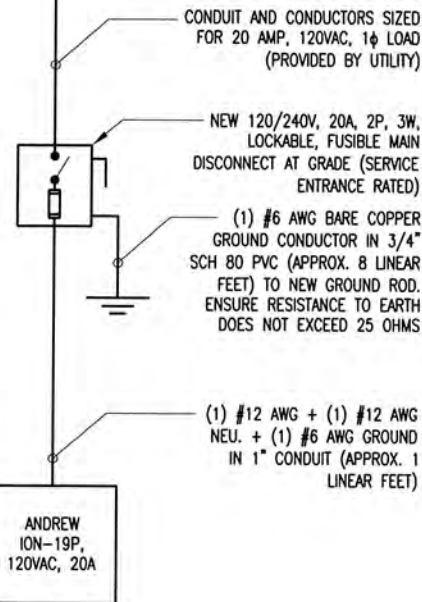 CONDUIT AND CONDUCTORS SIZED
FOR 20 AMP, 120VAC, 1ϕ LOAD
(PROVIDED BY UTILITY)
NEW 120/240V, 20A, 2P, 3W,
LOCKABLE, FUSIBLE MAIN
DISCONNECT AT GRADE (SERVICE
ENTRANCE RATED)
(1) #6 AWG BARE COPPER
GROUND CONDUCTOR IN 3/4"
SCH 80 PVC (APPROX. 8 LINEAR
FEET) TO NEW GROUND ROD.
ENSURE RESISTANCE TO EARTH
DOES NOT EXCEED 25 OHMS
(1) #12 AWG + (1) #12 AWG
NEU. + (1) #6 AWG GROUND
IN 1" CONDUIT (APPROX. 1
LINEAR FEET)
ANDREW
ION-19P,
120VAC, 20A